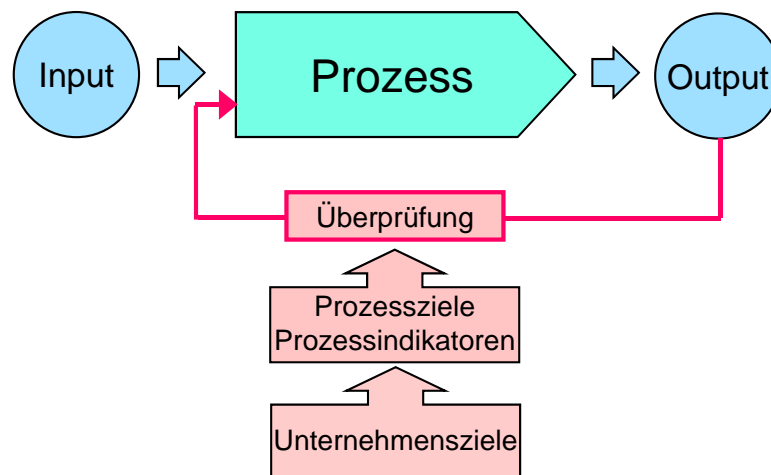 Input
Prozess
Output
Überprüfung
Prozessziele
Prozessindikatoren
Unternehmensziele